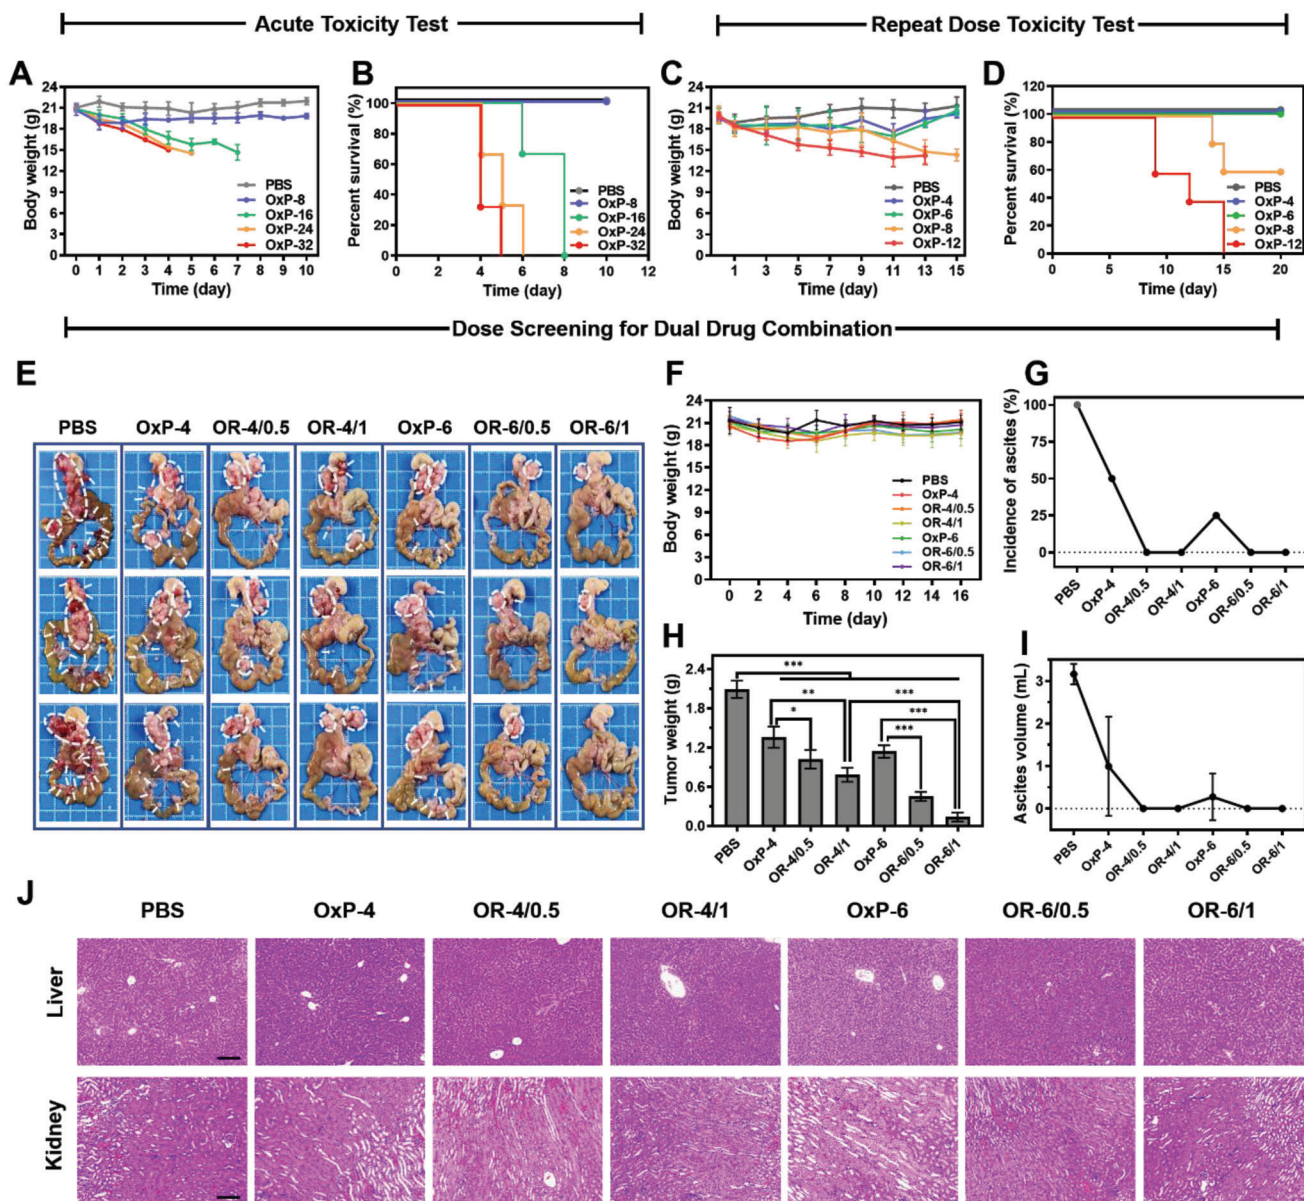 Acute Toxicity Test
Repeat Dose Toxicity Test
A
Body weight (g)
24
21
18
15
12
9
6
3
0
PBS
OxP-8
OxP-16
OxP-24
OxP-32
0 1 2 3 4 5 6 7 8 9 10
Time (day)
B
Percent survival (%)
100
80
60
40
20
0
PBS
OxP-8
OxP-16
OxP-24
OxP-32
0 2 4 6 8 10 12
Time (day)
C
Body weight (g)
24
21
18
15
12
9
6
3
0
PBS
OxP-4
OxP-6
OxP-8
OxP-12
1 3 5 7 9 11 13 15
Time (day)
D
Percent survival (%)
120
100
80
60
40
20
0
PBS
OxP-4
OxP-6
OxP-8
OxP-12
0 5 10 15 20
Time (day)
Dose Screening for Dual Drug Combination
E
PBS OxP-4 OR-4/0.5 OR-4/1 OxP-6 OR-6/0.5 OR-6/1
F
Body weight (g)
24
21
18
15
12
9
6
3
0
PBS
OxP-4
OR-4/0.5
OR-4/1
OxP-6
OR-6/0.5
OR-6/1
0 2 4 6 8 10 12 14 16
Time (day)
G
Incidence of ascites (%)
100
75
50
25
0
PBS OxP-4 OR-4/0.5 OR-4/1 OxP-6 OR-6/0.5 OR-6/1
H
Tumor weight (g)
2.4
1.8
1.2
0.6
0.0
***
** ***
* ***
***
PBS OxP-4 OR-4/0.5 OR-4/1 OxP-6 OR-6/0.5 OR-6/1
I
Ascites volume (mL)
3
2
1
0
PBS OxP-4 OR-4/0.5 OR-4/1 OxP-6 OR-6/0.5 OR-6/1
J
PBS OxP-4 OR-4/0.5 OR-4/1 OxP-6 OR-6/0.5 OR-6/1
Liver
Kidney